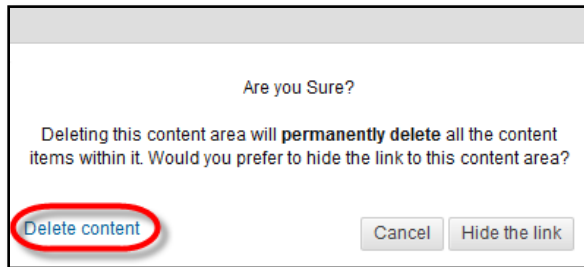 Are you Sure?
Deleting this content area will permanently delete all the content
items within it. Would you prefer to hide the link to this content area?
Delete content
Cancel
Hide the link